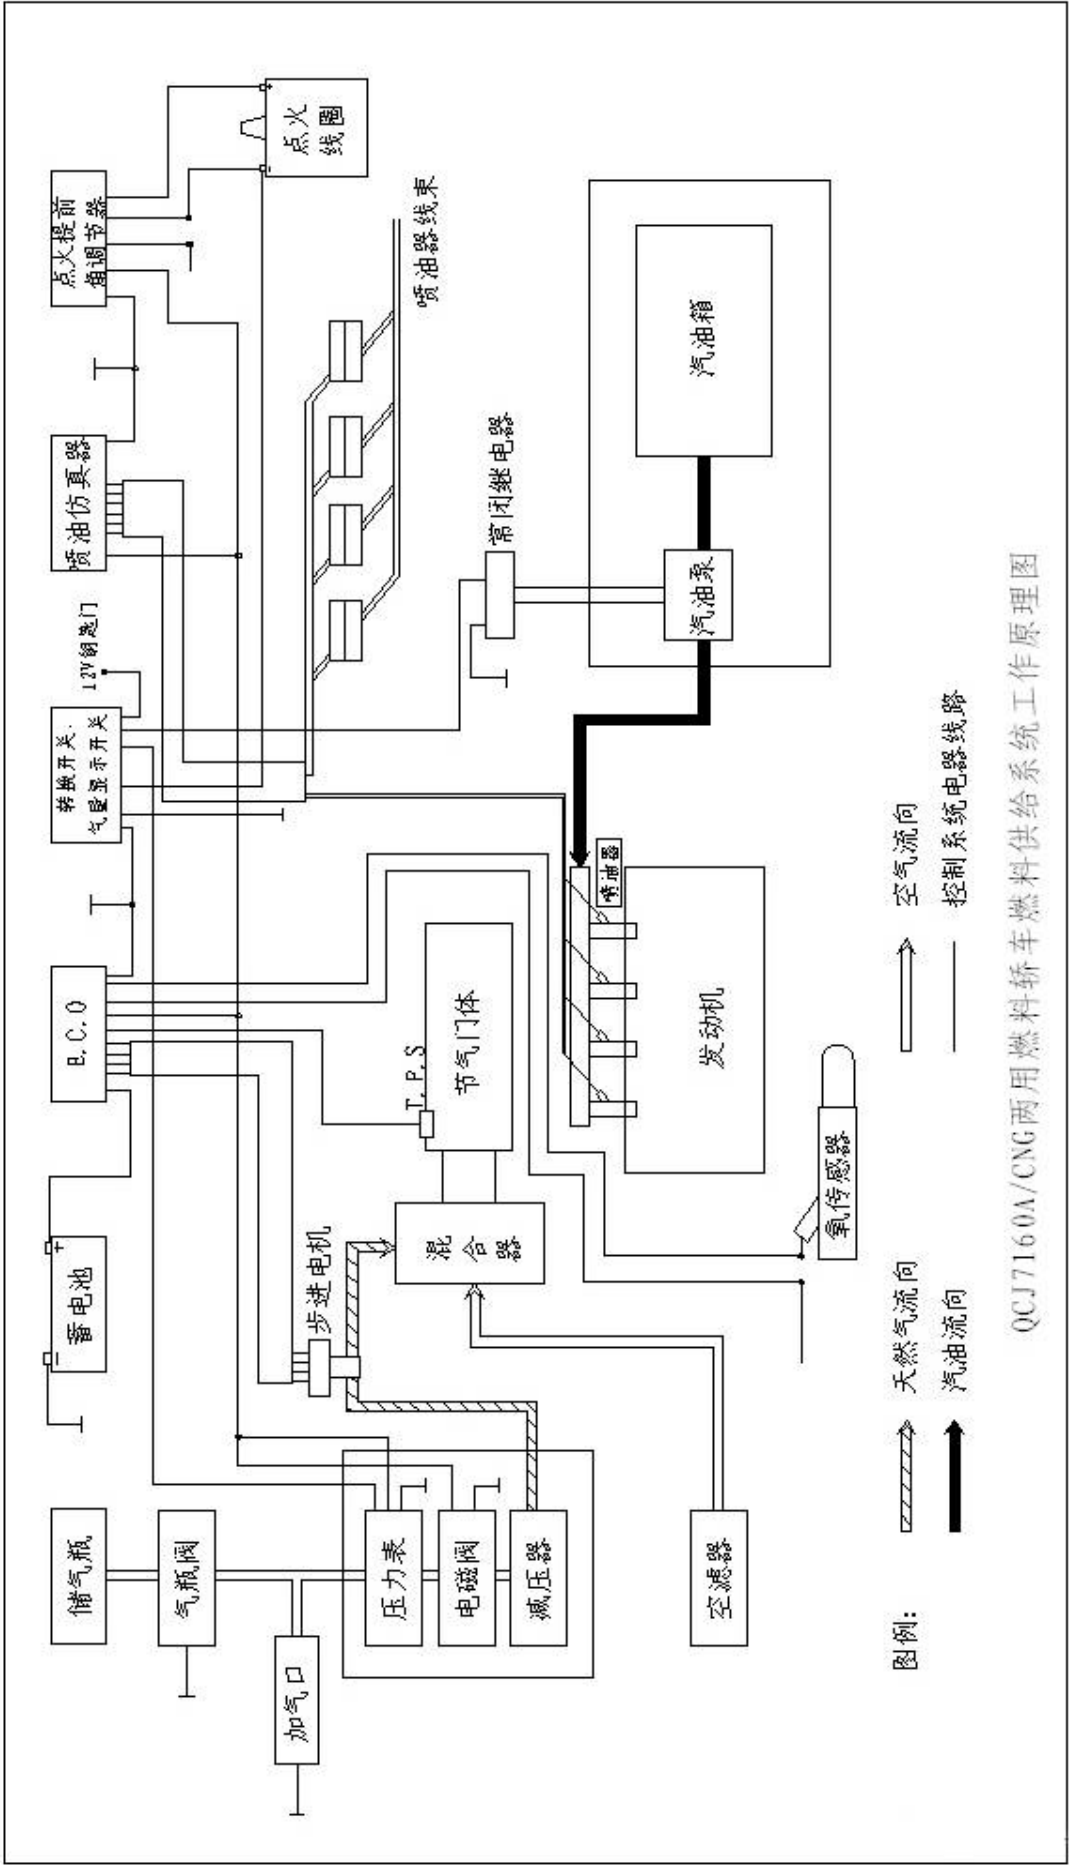 储气瓶
气瓶阀
加气口
压力表
电磁阀
减压器
空滤器
蓄电池
+
-
步进电机
混
合
器
E.C.O
T.P.S
节气门体
氧传感器
发动机
喷油器
转换开关.
气量显示开关
12V钥匙门
喷油仿真器
常闭继电器
汽油泵
汽油箱
喷油器线束
点火提前
角调节器
点火
线圈
+
-
图例:
天然气流向
空气流向
汽油流向
控制系统电器线路
QCJ7160A/CNG两用燃料轿车燃料供给系统工作原理图